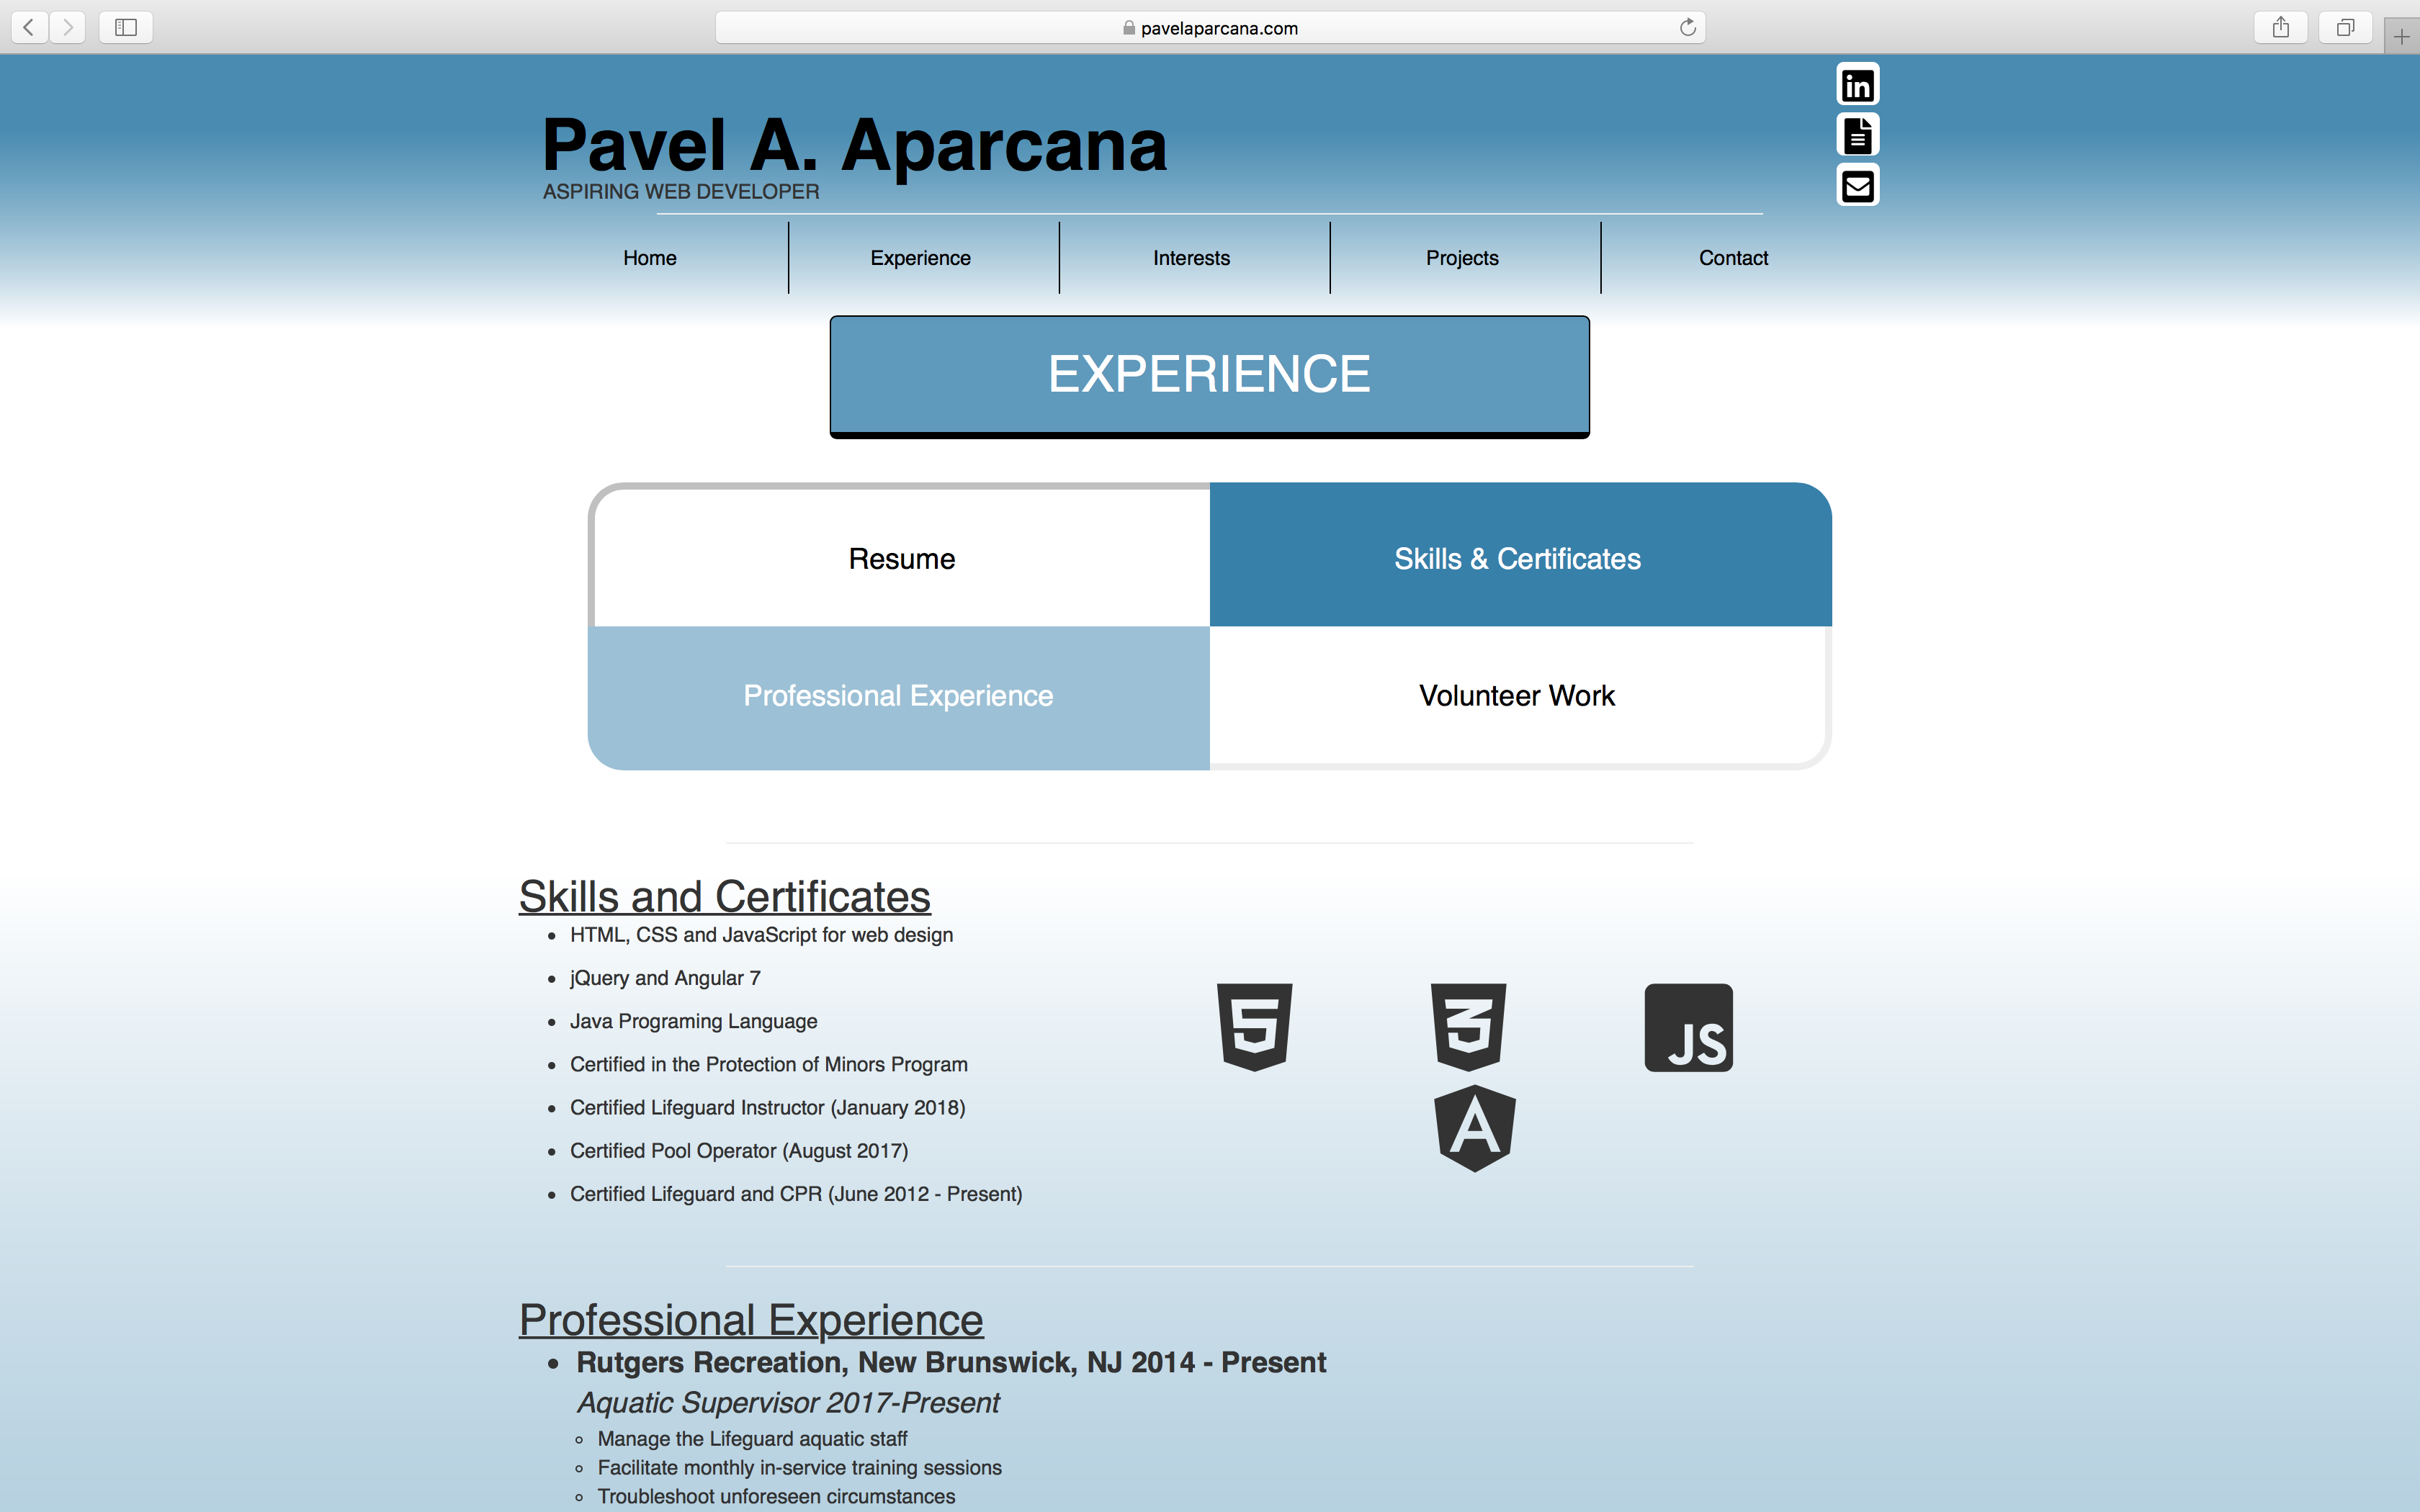 pavelaparcana.com
in
Pavel A. Aparcana
ASPIRING WEB DEVELOPER
Home
Experience
Interests
Projects
Contact
EXPERIENCE
Resume
Skills & Certificates
Professional Experience
Volunteer Work
Skills and Certificates
HTML, CSS and JavaScript for web design
jQuery and Angular 7
Java Programing Language
Certified in the Protection of Minors Program
Certified Lifeguard Instructor (January 2018)
Certified Pool Operator (August 2017)
Certified Lifeguard and CPR (June 2012 - Present)
5
3
JS
A
Professional Experience
Rutgers Recreation, New Brunswick, NJ 2014 - Present
Aquatic Supervisor 2017-Present
Manage the Lifeguard aquatic staff
Facilitate monthly in-service training sessions
Troubleshoot unforeseen circumstances